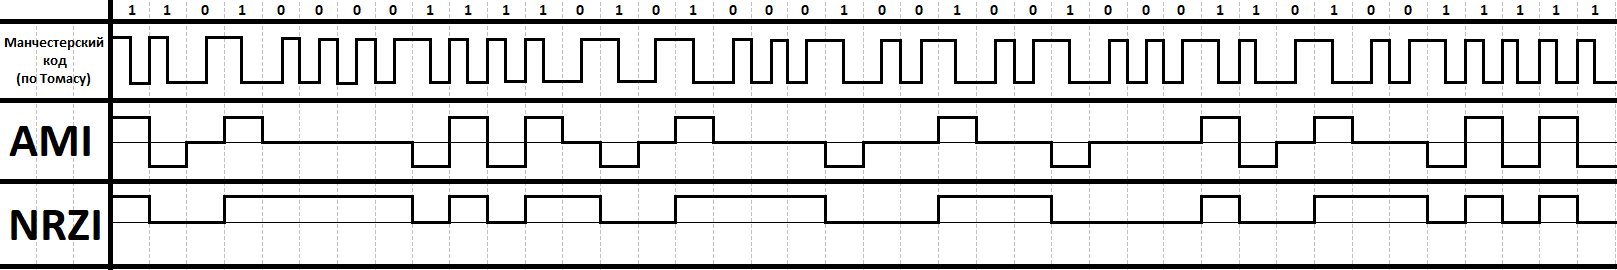 1 1 0 1 0 0 0 0 1 1 1 1 0 1 0 1 0 0 0 1 0 0 1 0 0 1 0 0 0 1 1 0 1 0 0 1 1 1 1 1
Манчестерский
код
(по Томасу)
AMI
NRZI